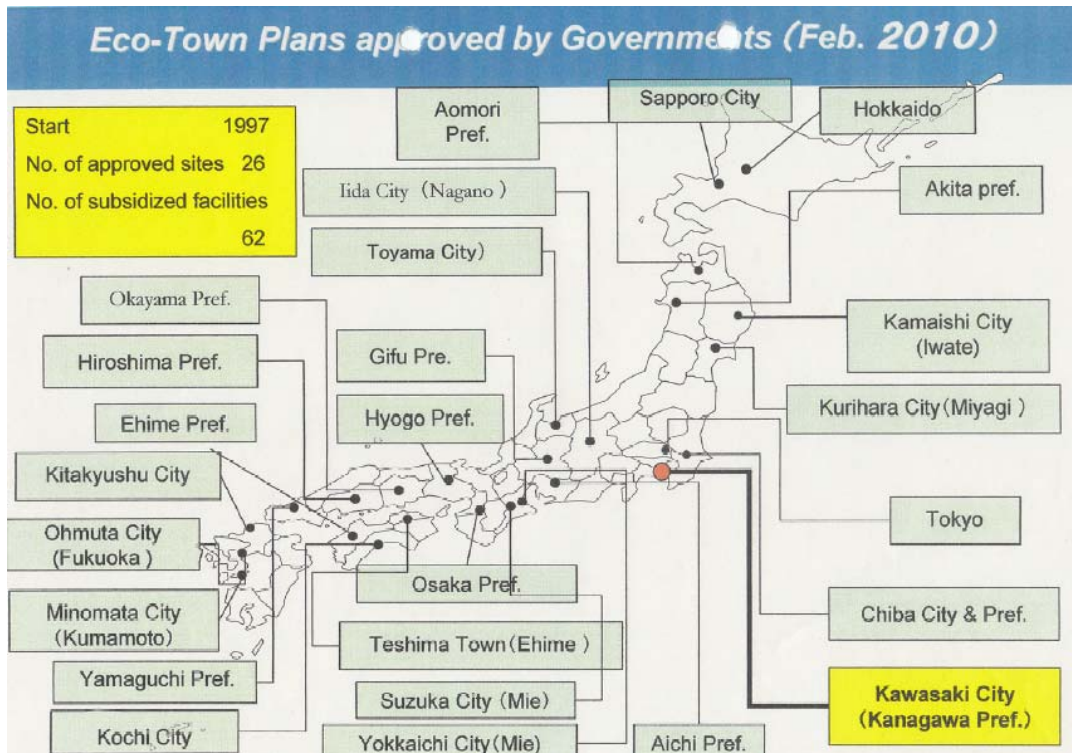 Eco-Town Plans approved by Governments (Feb. 2010)
Start 1997
No. of approved sites 26
No. of subsidized facilities
62
Aomori
Pref.
Sapporo City
Hokkaido
Iida City (Nagano )
Akita pref.
Toyama City)
Okayama Pref.
Gifu Pre.
Kamaishi City
(Iwate)
Hiroshima Pref.
Hyogo Pref.
Kurihara City(Miyagi )
Ehime Pref.
Kitakyushu City
Tokyo
Ohmuta City
(Fukuoka )
Osaka Pref.
Minomata City
(Kumamoto)
Chiba City & Pref.
Teshima Town(Ehime )
Yamaguchi Pref.
Suzuka City (Mie)
Kawasaki City
(Kanagawa Pref.)
Kochi City
Yokkaichi City(Mie)
Aichi Pref.